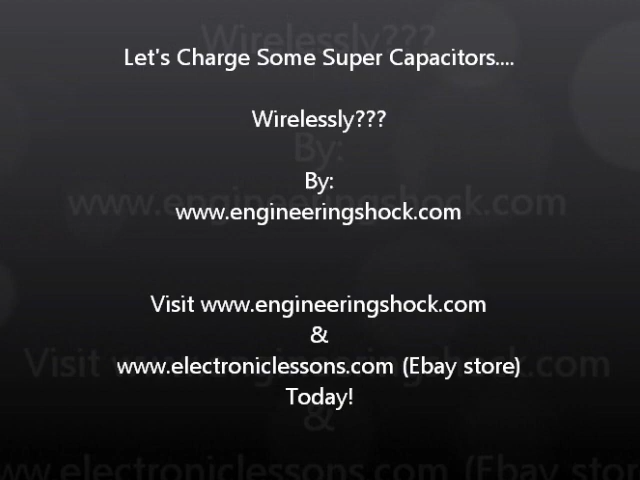 Let's Charge Some Super Capacitors....
Wirelessly???
By:
www.engineeringshock.com
Visit www.engineeringshock.com
&
www.electroniclessons.com (Ebay store)
Today!